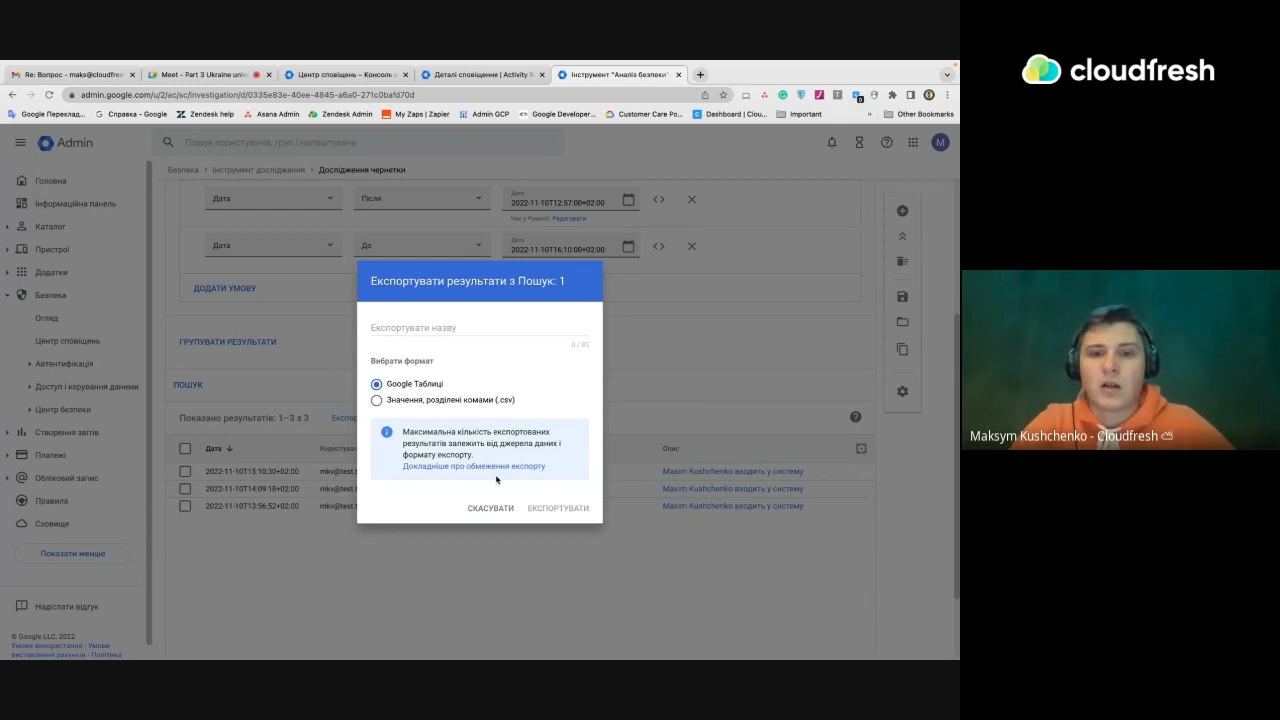 cloudfresh
Re: Вопрос - maks@cloudfres
Meet - Part 3 Ukraine univ
Центр сповіщень – Консоль
Деталі сповіщення | Activity R
Інструмент "Аналіз безпеки"
admin.google.com/u/2/ac/sc/investigation/d/0335e83e-40ee-4845-a6a0-271c0bafd70d
Google Переклад...
Справка - Google
Zendesk help
Asana Admin
Zendesk Admin
My Zaps | Zapier
Admin GCP
Google Developer...
Customer Care Po...
Dashboard | Clou...
Important
»
Other Bookmarks
Admin
Пошук користувачів, груп і налаштувань
M
Безпека > Інструмент дослідження > Дослідження чернетки
Головна
Інформаційна панель
Каталог
Пристрої
Додатки
Безпека
Огляд
Центр сповіщень
Автентифікація
Доступ і керування даними
Центр безпеки
Створення звітів
Платежі
Обліковий запис
Правила
Сховище
Показати менше
Надіслати відгук
© Google LLC, 2022
Умови використання - Умови
виставлення рахунків - Політика
Дата
Після
Дата
2022-11-10T12:57:00+02:00
Час у Румунії Редагувати
Дата
До
Дата
2022-11-10T16:10:00+02:00
ДОДАТИ УМОВУ
ГРУПУВАТИ РЕЗУЛЬТАТИ
ПОШУК
Показано результатів: 1–3 з 3
Експор
Дата
Користувач
Опис
2022-11-10T15:10:30+02:00
mkv@test.t
Maxim Kushchenko входить у систему
2022-11-10T14:09:18+02:00
mkv@test.t
Maxim Kushchenko входить у систему
2022-11-10T13:56:52+02:00
mkv@test.t
Maxim Kushchenko входить у систему
Експортувати результати з Пошук: 1
Експортувати назву
0 / 80
Вибрати формат
Google Таблиці
Значення, розділені комами (.csv)
Максимальна кількість експортованих
результатів залежить від джерела даних і
формату експорту.
Докладніше про обмеження експорту
СКАСУВАТИ
ЕКСПОРТУВАТИ
Maksym Kushchenko - Cloudfresh